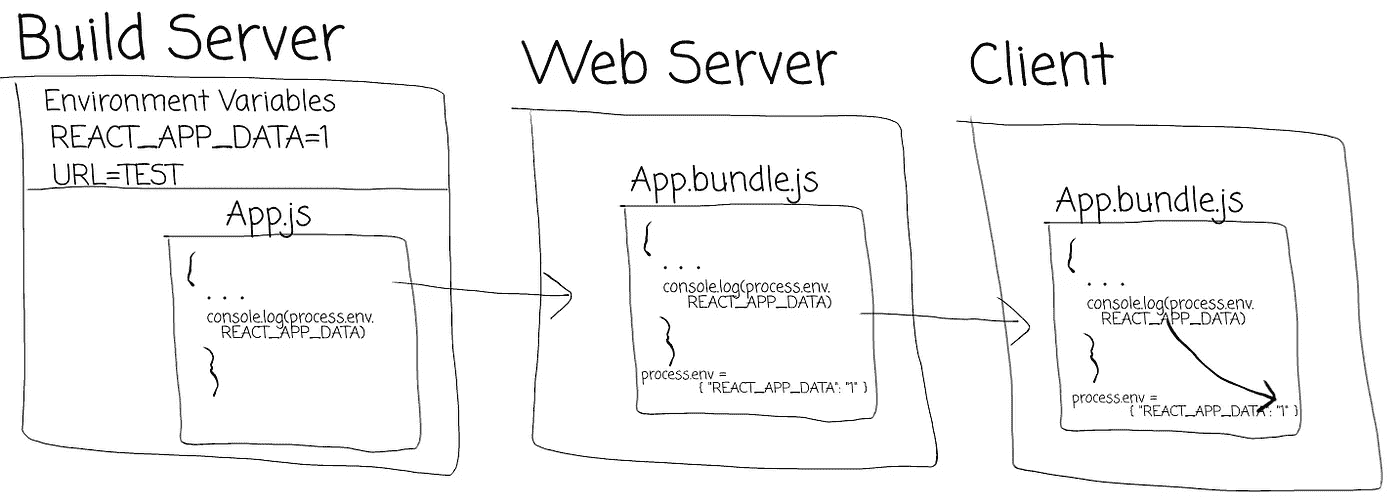 Build Server
Environment Variables
REACT_APP_DATA=1
URL=TEST
App.js
{
...
console.log(process.env.
REACT_APP_DATA)
}
Web Server
App.bundle.js
{
...
console.log(process.env.
REACT_APP_DATA)
}
process.env =
{ "REACT_APP_DATA": "1" }
Client
App.bundle.js
{
...
console.log(process.env.
REACT_APP_DATA)
}
process.env =
{ "REACT_APP_DATA": "1" }